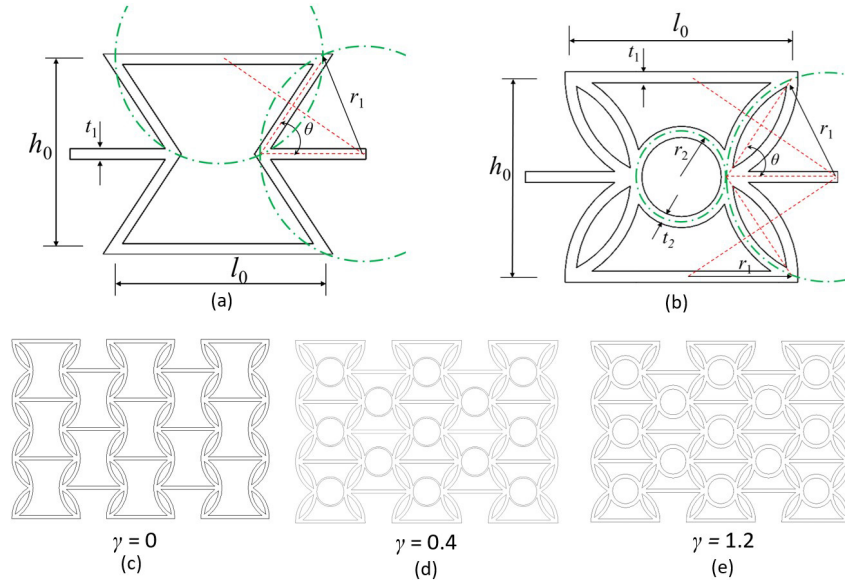 l₀
t₁
r₁
h₀
t₁
θ
r₁
h₀
r₂
θ
t₂
r₁
l₀
(a)
(b)
γ = 0
γ = 0.4
γ = 1.2
(c)
(d)
(e)